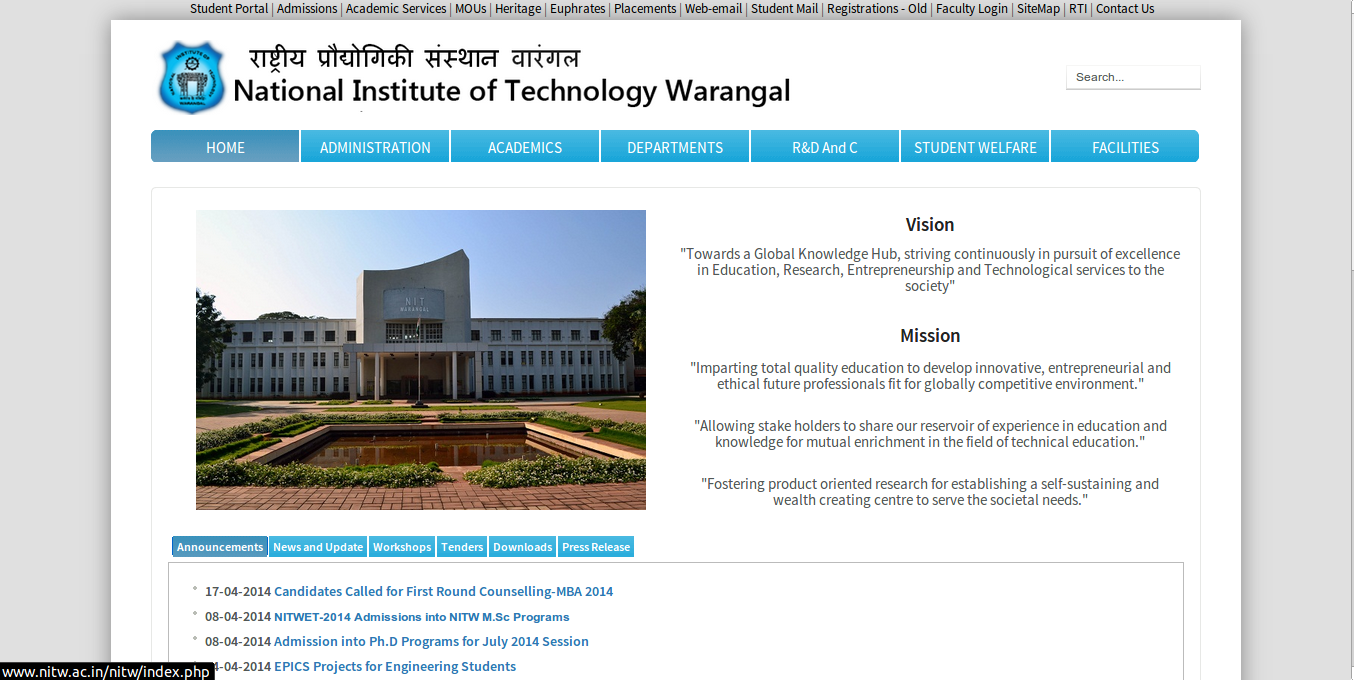 Student Portal | Admissions | Academic Services | MOUs | Heritage | Euphrates | Placements | Web-email | Student Mail | Registrations - Old | Faculty Login | SiteMap | RTI | Contact Us
राष्ट्रीय प्रौद्योगिकी संस्थान वारंगल
National Institute of Technology Warangal
Search...
HOME ADMINISTRATION ACADEMICS DEPARTMENTS R&D And C STUDENT WELFARE FACILITIES
NIT
WARANGAL
Vision
"Towards a Global Knowledge Hub, striving continuously in pursuit of excellence
in Education, Research, Entrepreneurship and Technological services to the
society"
Mission
"Imparting total quality education to develop innovative, entrepreneurial and
ethical future professionals fit for globally competitive environment."
"Allowing stake holders to share our reservoir of experience in education and
knowledge for mutual enrichment in the field of technical education."
"Fostering product oriented research for establishing a self-sustaining and
wealth creating centre to serve the societal needs."
Announcements News and Update Workshops Tenders Downloads Press Release
17-04-2014 Candidates Called for First Round Counselling-MBA 2014
08-04-2014 NITWET-2014 Admissions into NITW M.Sc Programs
08-04-2014 Admission into Ph.D Programs for July 2014 Session
4-04-2014 EPICS Projects for Engineering Students
www.nitw.ac.in/nitw/index.php